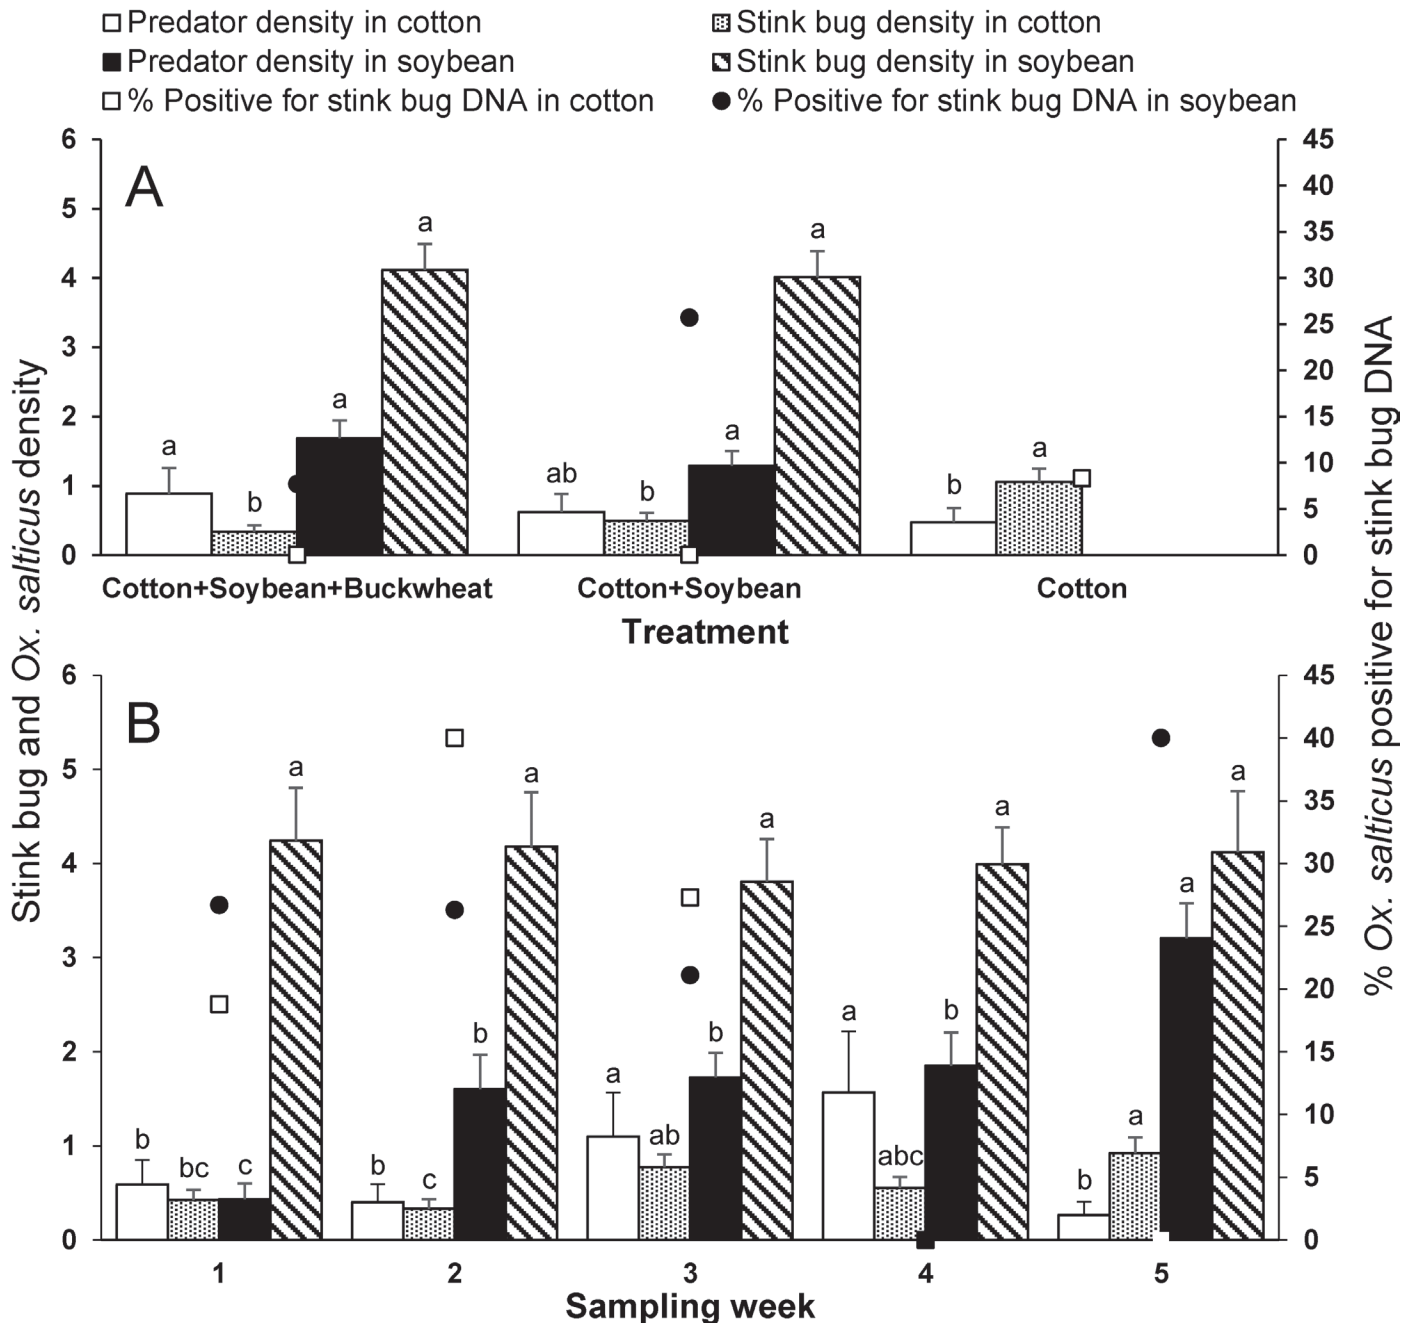 Predator density in cotton
Stink bug density in cotton
Predator density in soybean
Stink bug density in soybean
% Positive for stink bug DNA in cotton
% Positive for stink bug DNA in soybean
Stink bug and Ox. salticus density
% Ox. salticus positive for stink bug DNA
A
6
5
4
3
2
1
0
45
40
35
30
25
20
15
10
5
0
a
b
a
a
ab
b
a
a
b
a
Cotton+Soybean+Buckwheat
Cotton+Soybean
Cotton
Treatment
B
6
5
4
3
2
1
0
45
40
35
30
25
20
15
10
5
0
b
bc
c
a
b
c
b
a
a
ab
b
a
a
abc
b
a
b
a
a
a
1
2
3
4
5
Sampling week